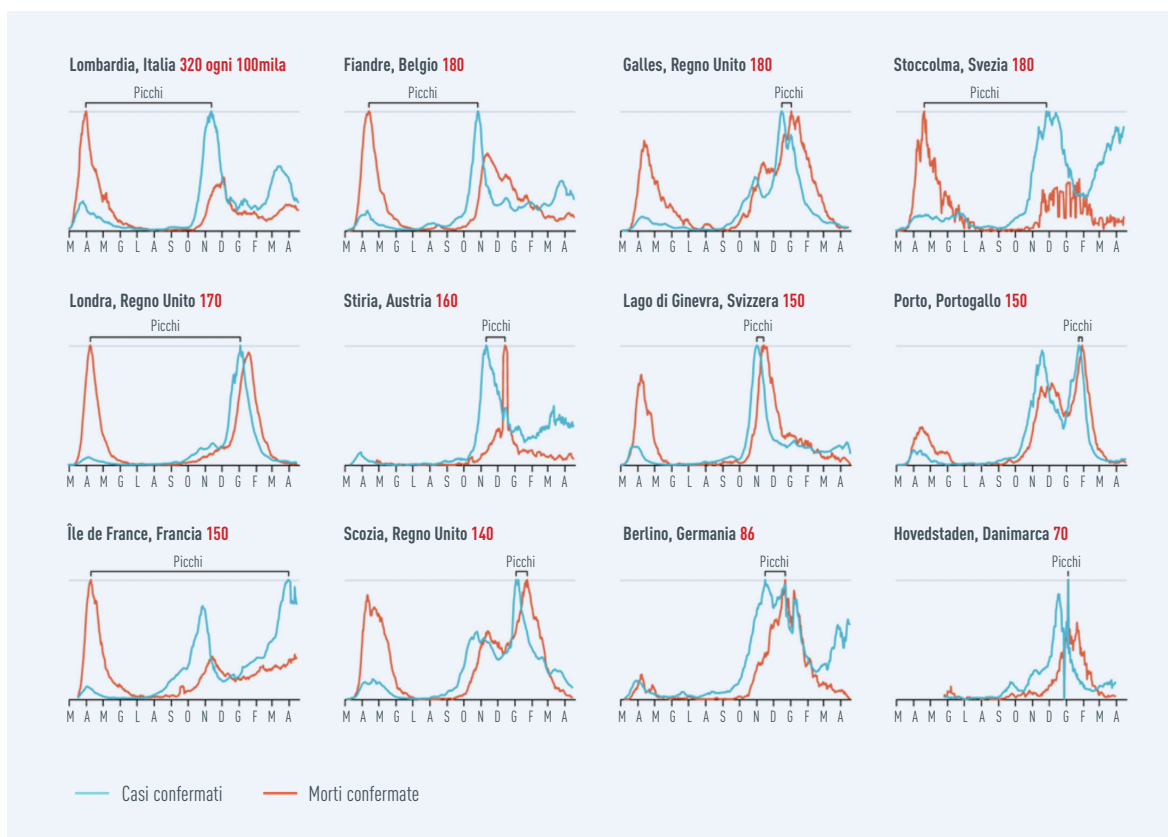 Lombardia, Italia 320 ogni 100mila
Picchi
M A M G L A S O N D G F M A
Fiandre, Belgio 180
Picchi
M A M G L A S O N D G F M A
Galles, Regno Unito 180
Picchi
M A M G L A S O N D G F M A
Stoccolma, Svezia 180
Picchi
M A M G L A S O N D G F M A
Londra, Regno Unito 170
Picchi
M A M G L A S O N D G F M A
Stiria, Austria 160
Picchi
M A M G L A S O N D G F M A
Lago di Ginevra, Svizzera 150
Picchi
M A M G L A S O N D G F M A
Porto, Portogallo 150
Picchi
M A M G L A S O N D G F M A
Île de France, Francia 150
Picchi
M A M G L A S O N D G F M A
Scozia, Regno Unito 140
Picchi
M A M G L A S O N D G F M A
Berlino, Germania 86
Picchi
M A M G L A S O N D G F M A
Hovedstaden, Danimarca 70
Picchi
M A M G L A S O N D G F M A
Casi confermati
Morti confermate